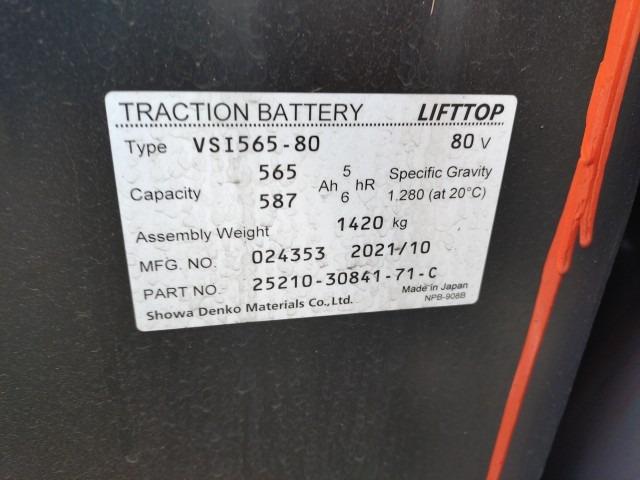 TRACTION BATTERY LIFTTOP
Type VSI565-80 80 V
Capacity 565 Ah 5 hR Specific Gravity
587 6 1.280 (at 20°C)
Assembly Weight 1420 kg
MFG. NO. 024353 2021/10
PART NO. 25210-30841-71-C Made in Japan
Showa Denko Materials Co., Ltd. NPB-908B